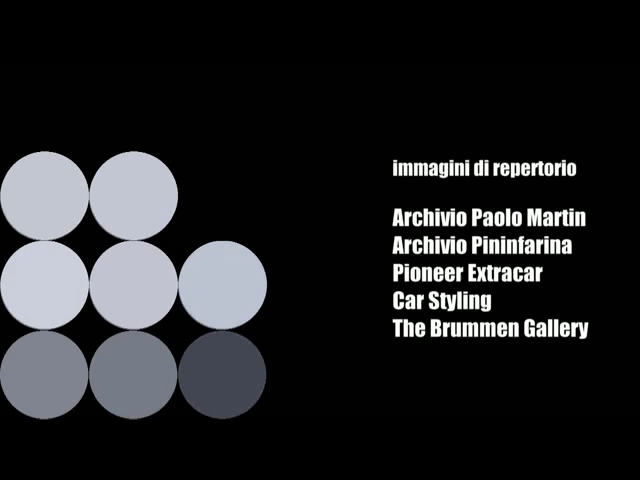 immagini di repertorio
Archivio Paolo Martin
Archivio Pininfarina
Pioneer Extracar
Car Styling
The Brummen Gallery